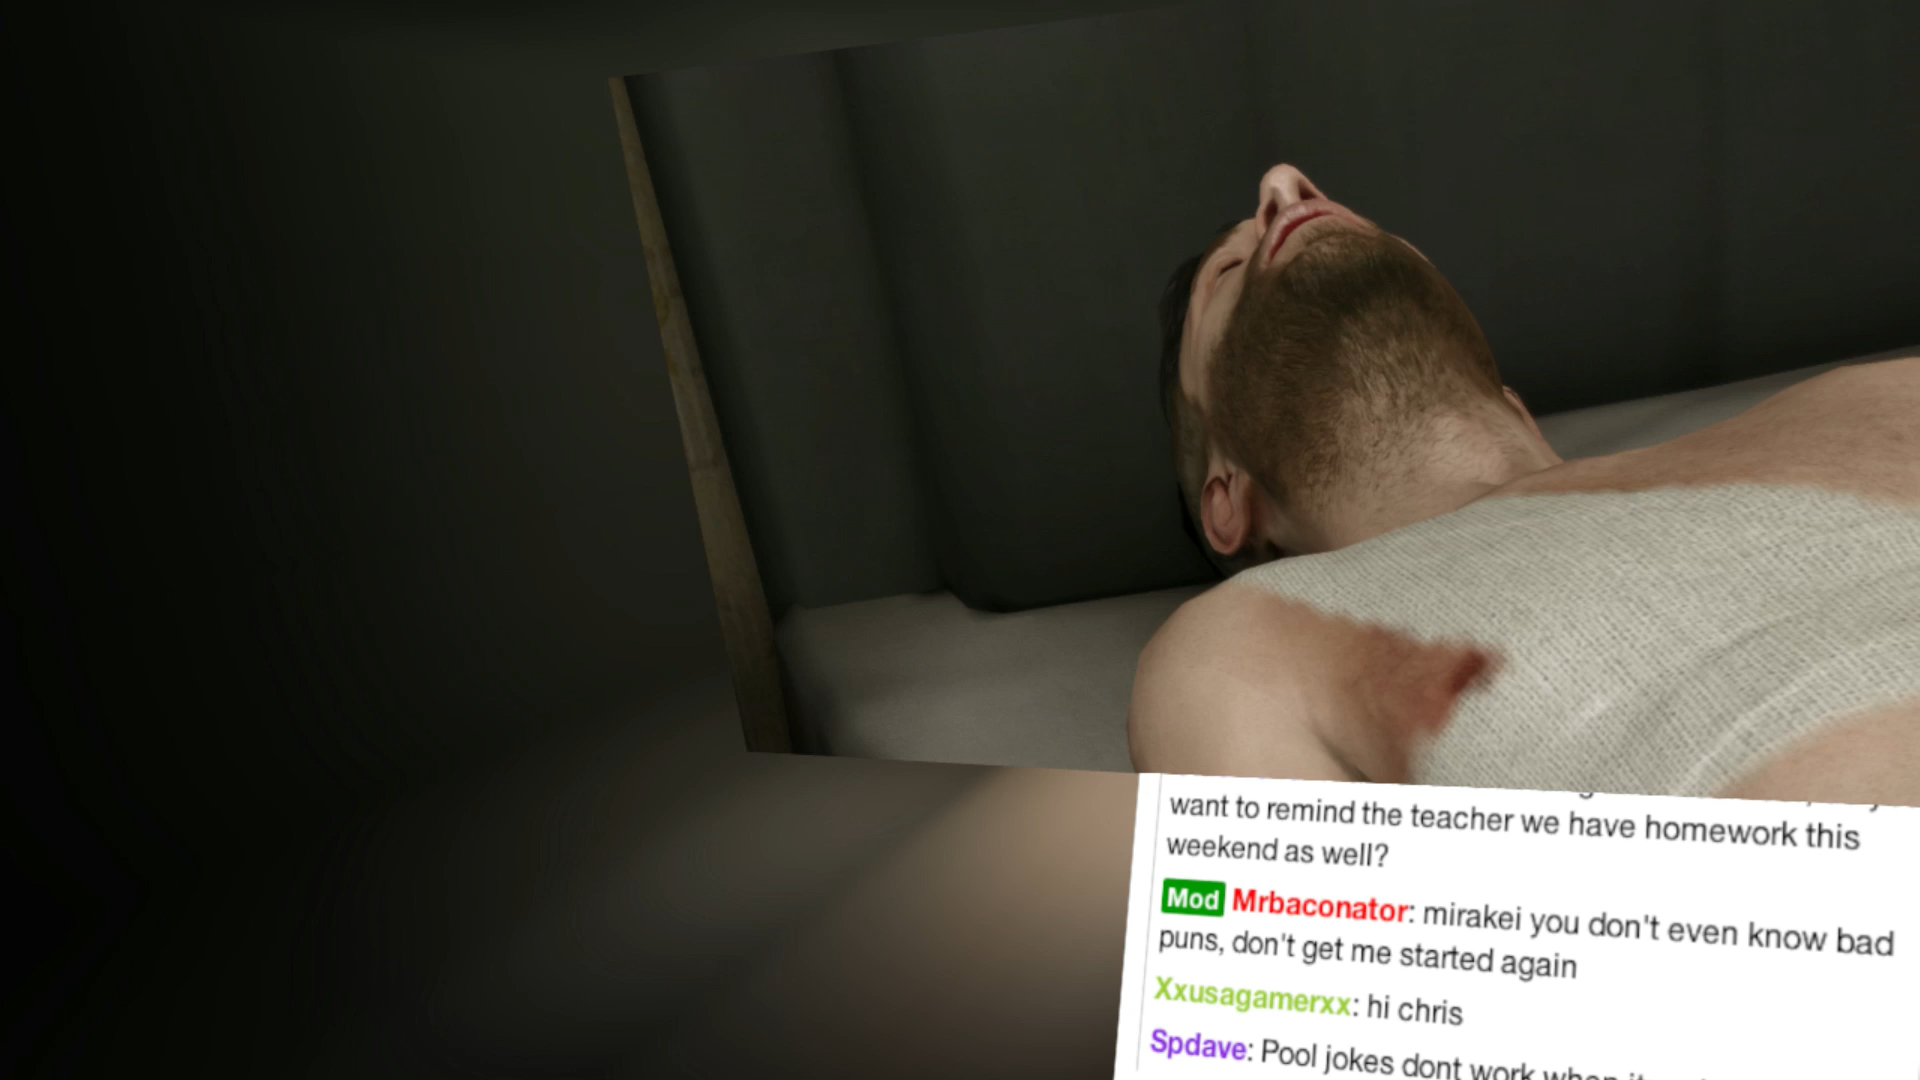 want to remind the teacher we have homework this
weekend as well?
Mod Mrbaconator: mirakei you don't even know bad
puns, don't get me started again
Xxusagamerxx: hi chris
Spdave: Pool jokes dont work when